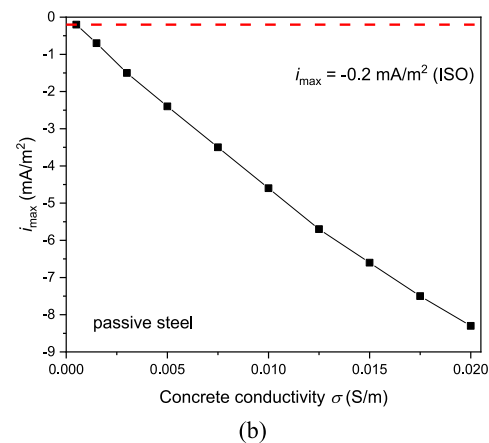 0
-1
-2
-3
-4
-5
-6
-7
-8
-9
i_max (mA/m²)
i_max = -0.2 mA/m² (ISO)
passive steel
0.000 0.005 0.010 0.015 0.020
Concrete conductivity σ (S/m)
(b)